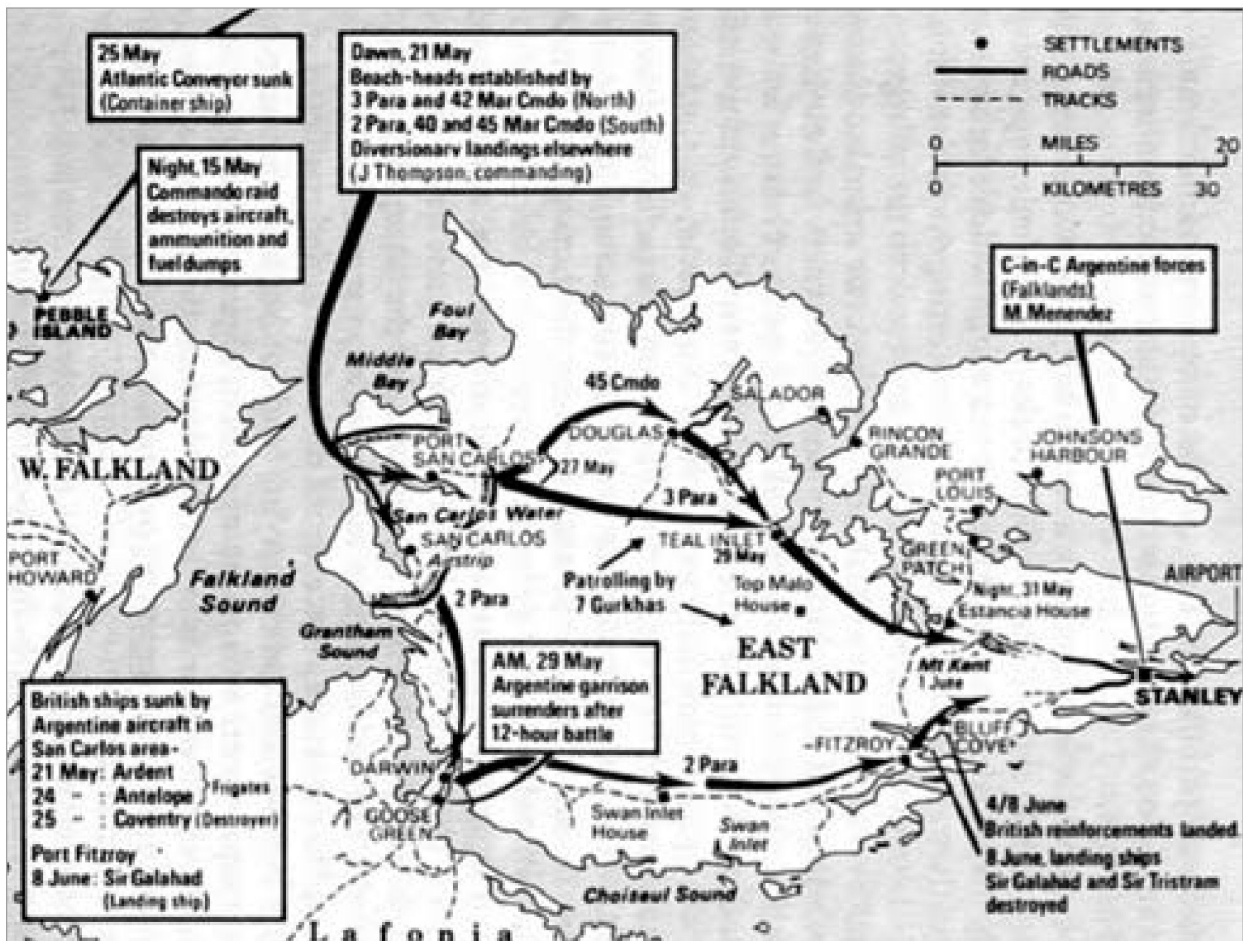 25 May
Atlantic Conveyor sunk
(Container ship)
Dawn, 21 May
Beach-heads established by
3 Para and 42 Mar Cmdo (North)
2 Para, 40 and 45 Mar Cmdo (South)
Diversionary landings elsewhere
(J Thompson, commanding)
SETTLEMENTS
ROADS
TRACKS
0 MILES 20
0 KILOMETRES 30
Night, 15 May
Commando raid
destroys aircraft,
ammunition and
fuel dumps
C-in-C Argentine forces
(Falklands)
M. Menendez
PEBBLE
ISLAND
Foul
Bay
Middle
Bay
45 Cmdo
SALADOR
DOUGLAS
PORT
SAN CARLOS
27 May
RINCON
GRANDE
JOHNSONS
HARBOUR
PORT
LOUIS
W. FALKLAND
3 Para
San Carlos Water
SAN CARLOS
Airstrip
TEAL INLET
29 May
GREEN
PATCH
AIRPORT
PORT
HOWARD
Falkland
Sound
Patrolling by
7 Gurkhas
Top Malo
House
Night, 31 May
Estancia House
2 Para
Grantham
Sound
EAST
FALKLAND
Mt Kent
1 June
STANLEY
AM, 29 May
Argentine garrison
surrenders after
12-hour battle
British ships sunk by
Argentine aircraft in
San Carlos area-
21 May: Ardent
24 " : Antelope
Frigates
25 " : Coventry (Destroyer)
Port Fitzroy
8 June: Sir Galahad
(Landing ship)
BLUFF
COVE
FITZROY
DARWIN
2 Para
GOOSE
GREEN
Swan Inlet
House
Swan
Inlet
4/8 June
British reinforcements landed
8 June, landing ships
Sir Galahad and Sir Tristram
destroyed
Choiseul Sound
Lafonia